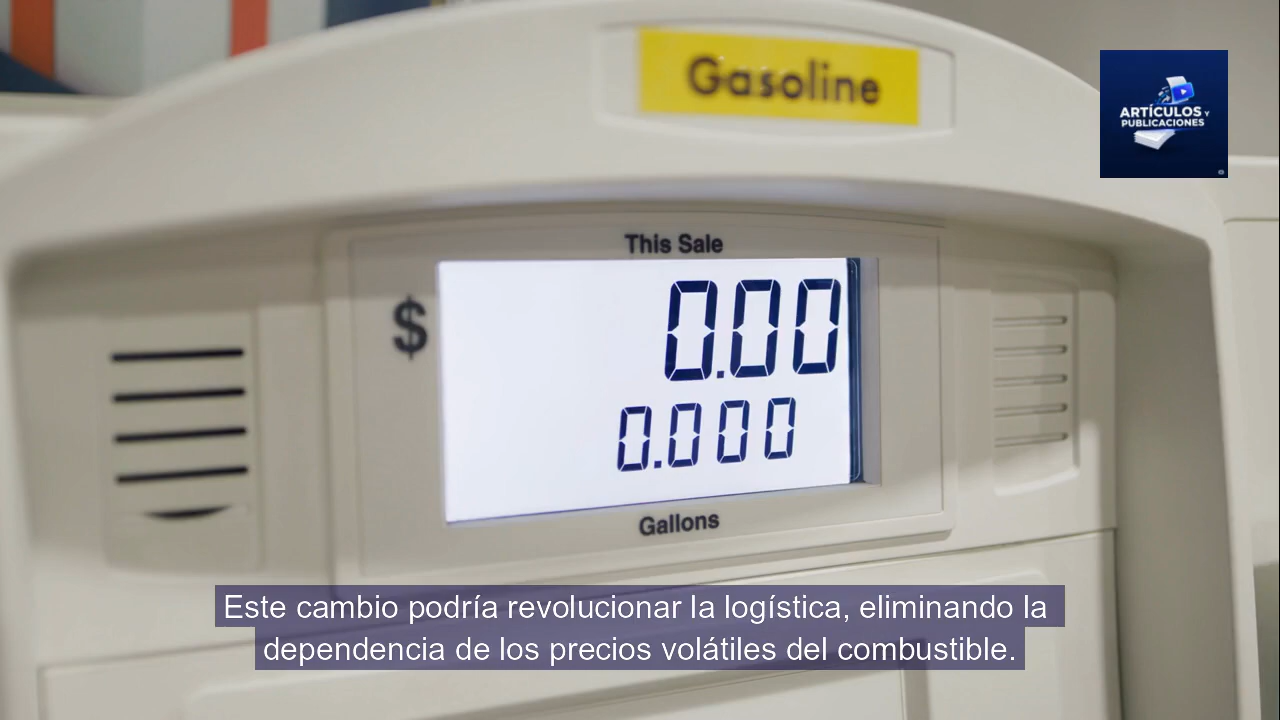 Gasoline
ARTÍCULOS Y
PUBLICACIONES
This Sale
$ 0.00
0.000
Gallons
Este cambio podría revolucionar la logística, eliminando la
dependencia de los precios volátiles del combustible.